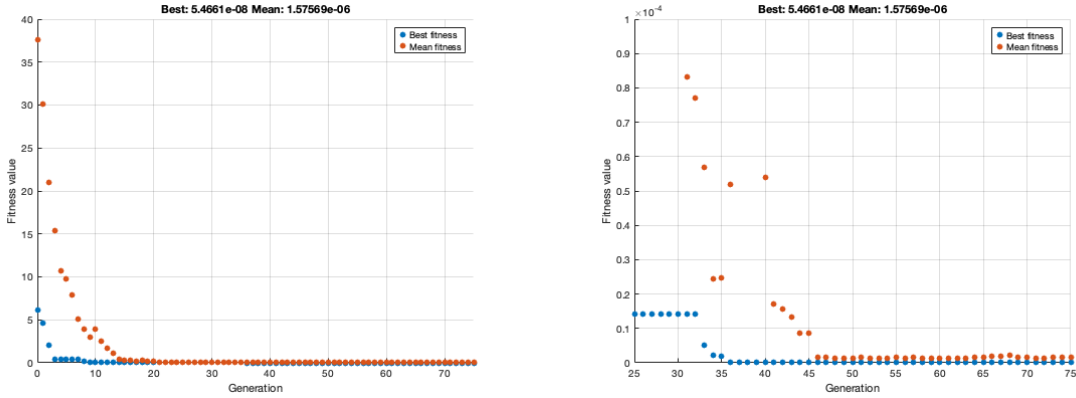 Best: 5.4661e-08 Mean: 1.57569e-06
40
35
30
25
20
15
10
5
0
Fitness value
0 10 20 30 40 50 60 70
Generation
Best fitness
Mean fitness
Best: 5.4661e-08 Mean: 1.57569e-06
×10⁻⁴
1
0.9
0.8
0.7
0.6
0.5
0.4
0.3
0.2
0.1
0
Fitness value
25 30 35 40 45 50 55 60 65 70 75
Generation
Best fitness
Mean fitness